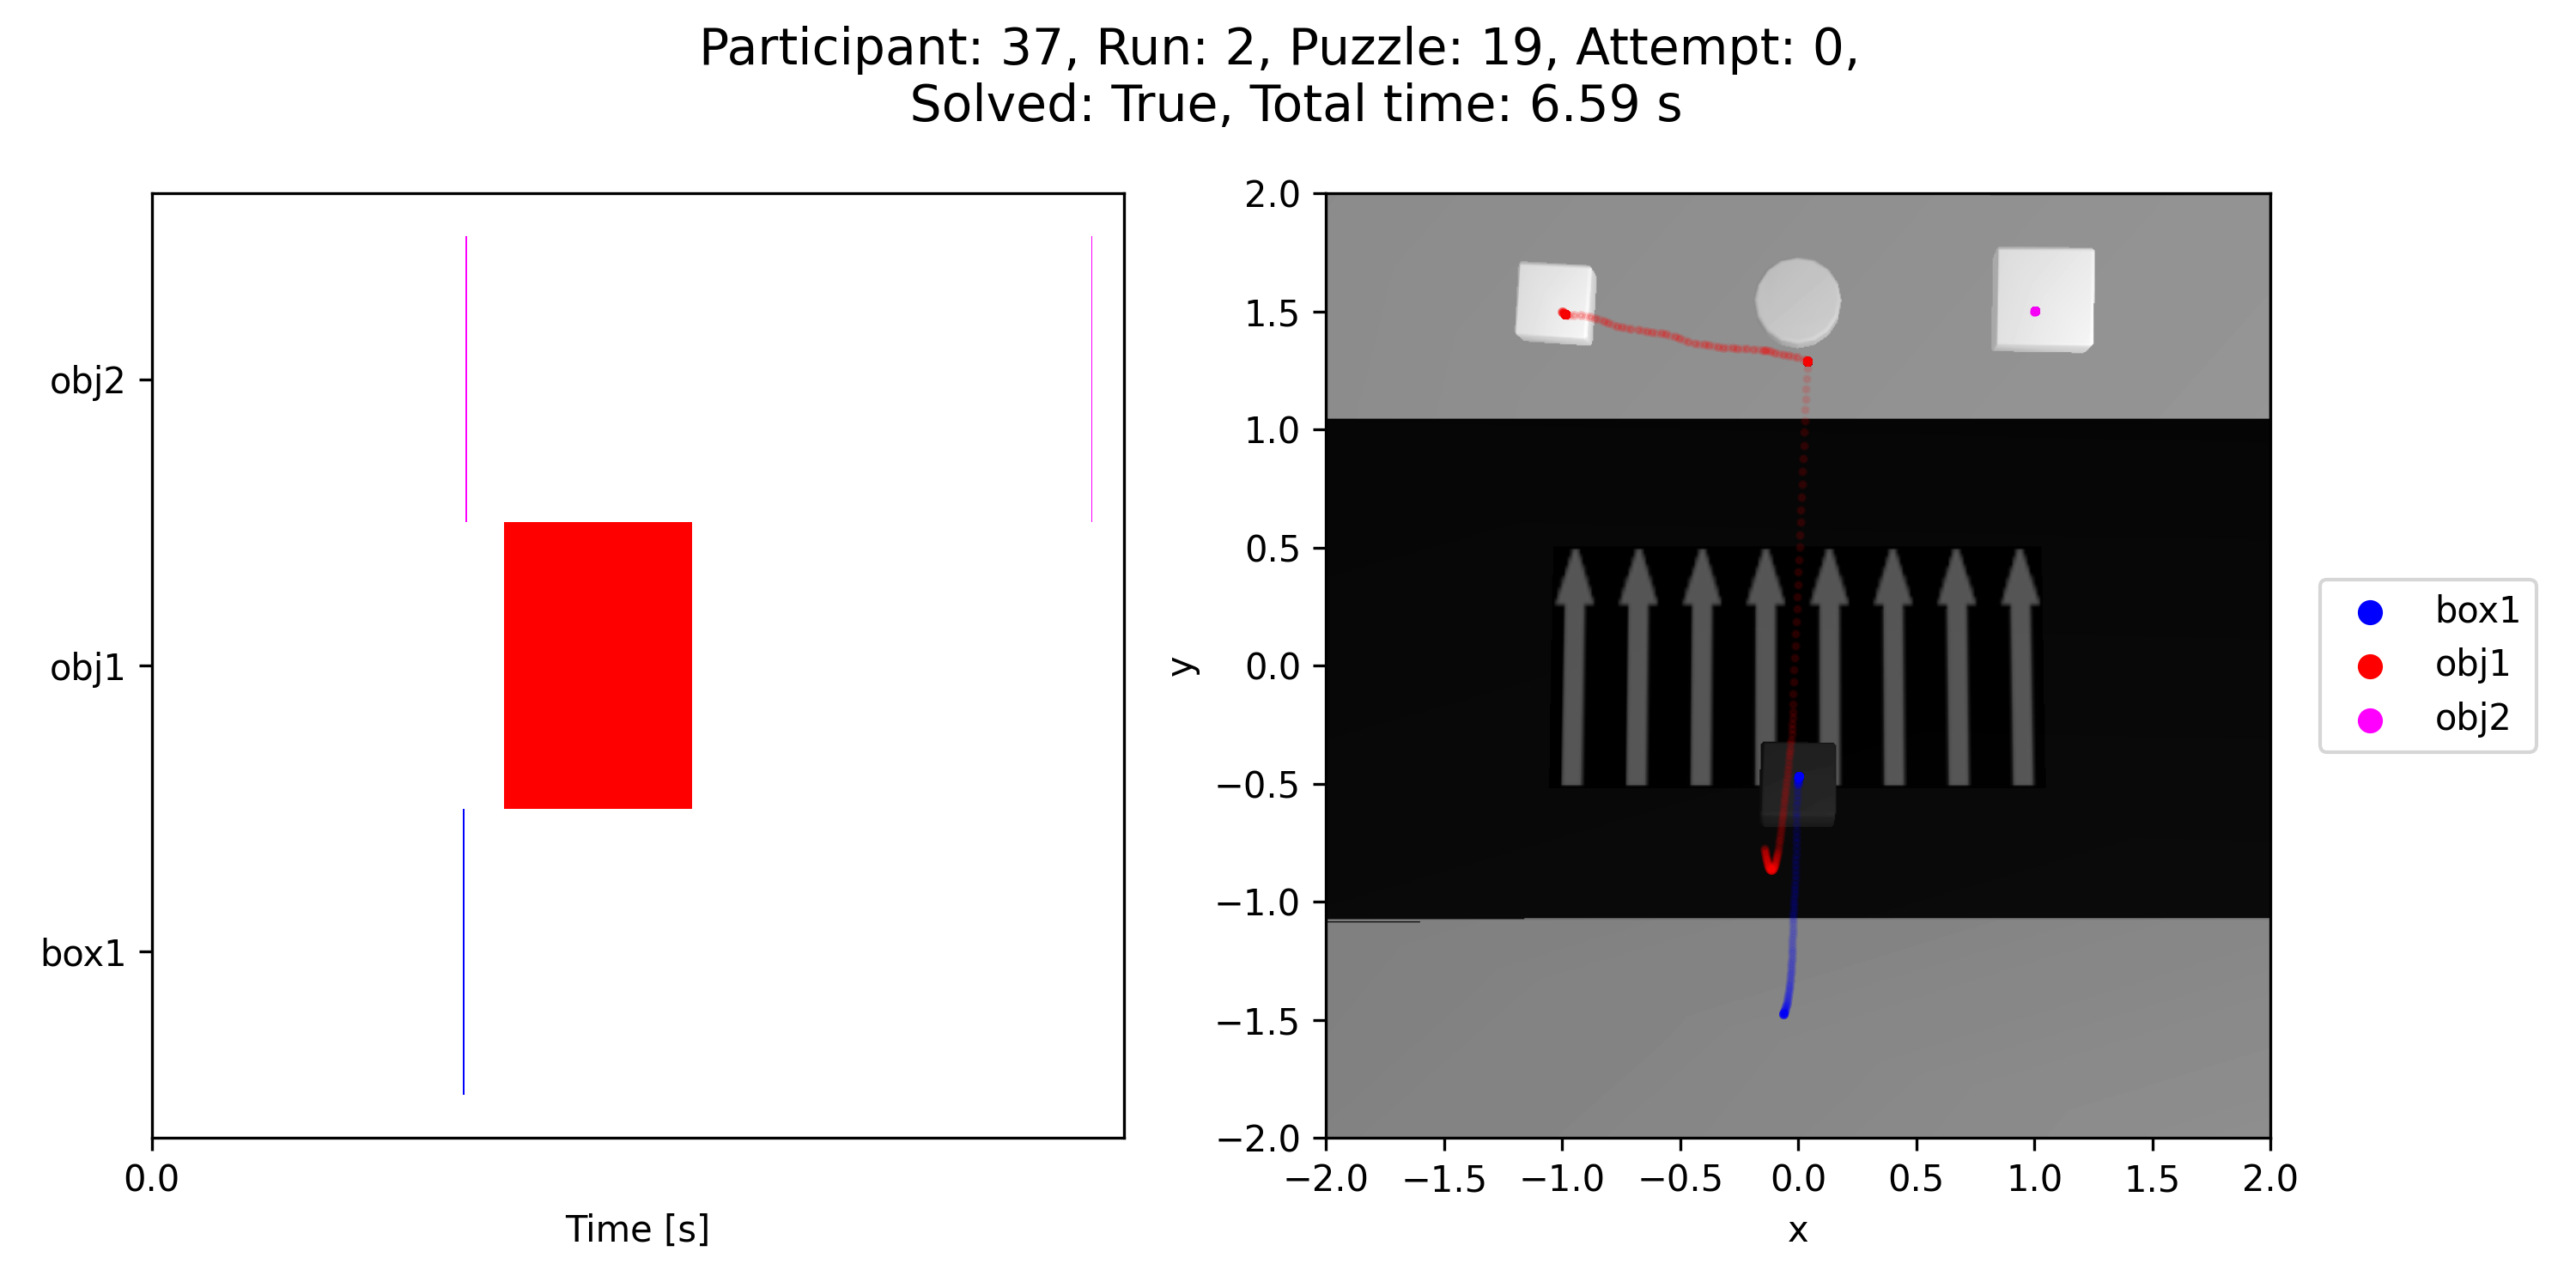 Participant: 37, Run: 2, Puzzle: 19, Attempt: 0,
Solved: True, Total time: 6.59 s
obj2
obj1
box1
0.0
Time [s]
2.0
1.5
1.0
0.5
0.0
−0.5
−1.0
−1.5
−2.0
y
−2.0 −1.5 −1.0 −0.5 0.0 0.5 1.0 1.5 2.0
x
box1
obj1
obj2